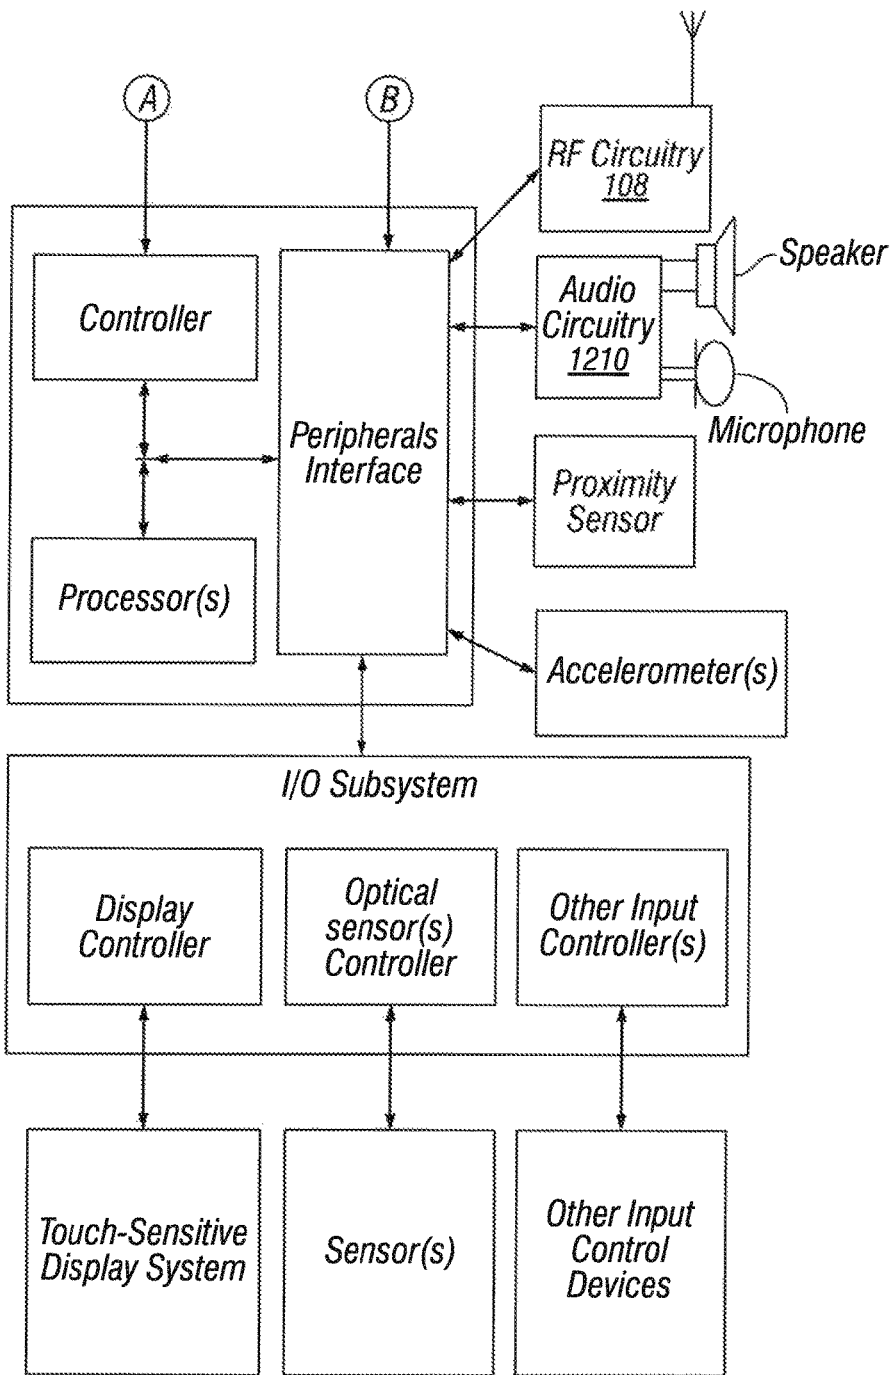 A
B
RF Circuitry
108
Speaker
Controller
Audio
Circuitry
1210
Microphone
Peripherals
Interface
Proximity
Sensor
Processor(s)
Accelerometer(s)
I/O Subsystem
Display
Controller
Optical
sensor(s)
Controller
Other Input
Controller(s)
Touch-Sensitive
Display System
Sensor(s)
Other Input
Control
Devices